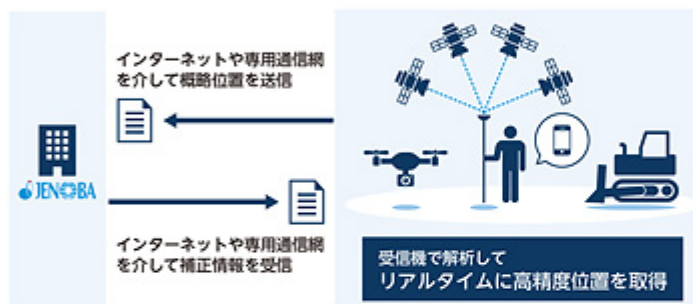 インターネットや専用通信網
を介して概略位置を送信
JENOBA
インターネットや専用通信網
を介して補正情報を受信
受信機で解析して
リアルタイムに高精度位置を取得